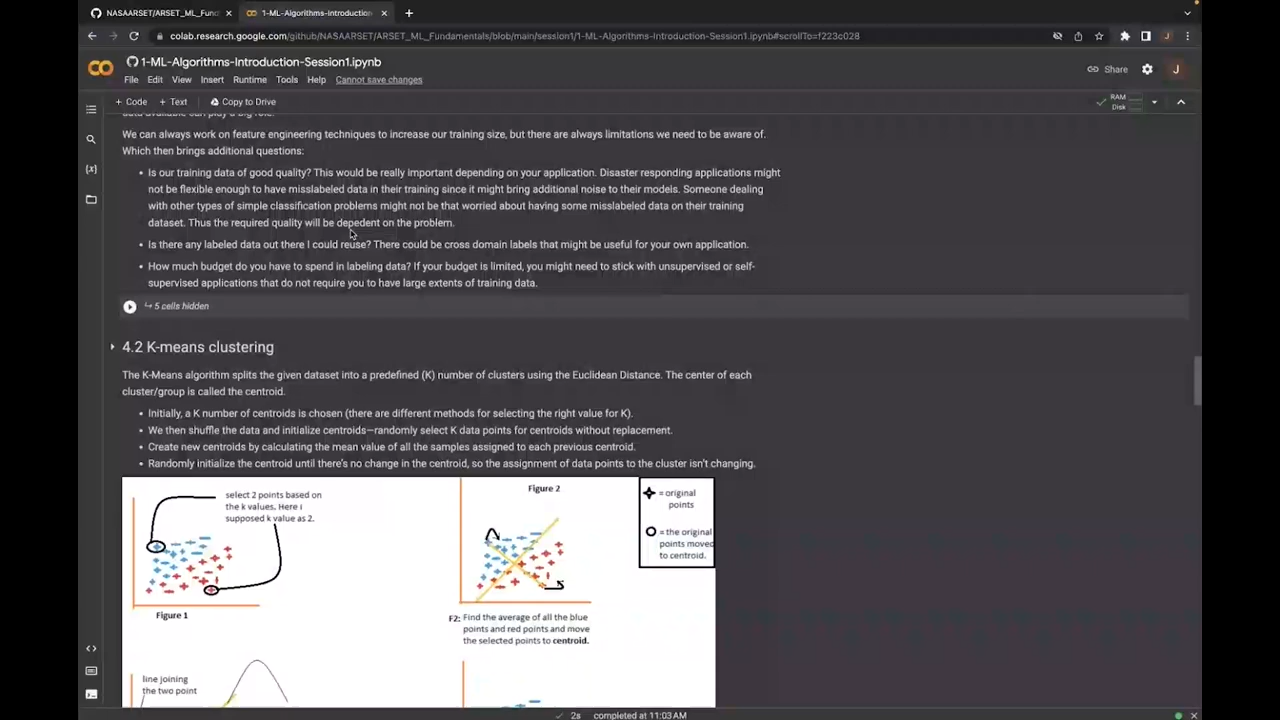 NASAARSET/ARSET_ML_Fund
1-ML-Algorithms-Introduction-
colab.research.google.com/github/NASAARSET/ARSET_ML_Fundamentals/blob/main/session1/1-ML-Algorithms-Introduction-Session1.ipynb#scrollTo=f223c028
J
1-ML-Algorithms-Introduction-Session1.ipynb
File Edit View Insert Runtime Tools Help Cannot save changes
Share
J
+ Code + Text Copy to Drive
RAM
Disk
data available can play a big role.
We can always work on feature engineering techniques to increase our training size, but there are always limitations we need to be aware of.
Which then brings additional questions:
• Is our training data of good quality? This would be really important depending on your application. Disaster responding applications might
not be flexible enough to have misslabeled data in their training since it might bring additional noise to their models. Someone dealing
with other types of simple classification problems might not be that worried about having some misslabeled data on their training
dataset. Thus the required quality will be depedent on the problem.
• Is there any labeled data out there I could reuse? There could be cross domain labels that might be useful for your own application.
• How much budget do you have to spend in labeling data? If your budget is limited, you might need to stick with unsupervised or self-
supervised applications that do not require you to have large extents of training data.
5 cells hidden
4.2 K-means clustering
The K-Means algorithm splits the given dataset into a predefined (K) number of clusters using the Euclidean Distance. The center of each
cluster/group is called the centroid.
• Initially, a K number of centroids is chosen (there are different methods for selecting the right value for K).
• We then shuffle the data and initialize centroids—randomly select K data points for centroids without replacement.
• Create new centroids by calculating the mean value of all the samples assigned to each previous centroid.
• Randomly initialize the centroid until there's no change in the centroid, so the assignment of data points to the cluster isn't changing.
select 2 points based on
the k values. Here i
supposed k value as 2.
Figure 1
Figure 2
F2: Find the average of all the blue
points and red points and move
the selected points to centroid.
= original
points
= the original
points moved
to centroid.
line joining
the two point
2s completed at 11:03 AM